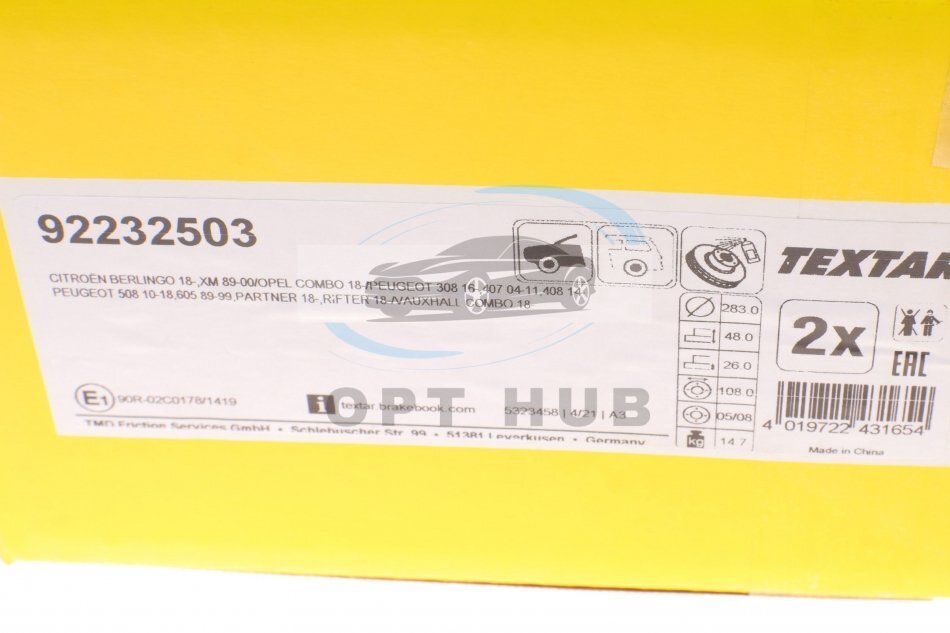 92232503
CITROËN BERLINGO 18-,XM 89-00/OPEL COMBO 18-/PEUGEOT 308 16-,407 04-11,408 14-
PEUGEOT 508 10-18,605 89-99,PARTNER 18-,RIFTER 18-/VAUXHALL COMBO 18
TEXTAR
283.0
48.0
26.0
108.0
05/08
kg 14.7
2x
EAC
4 019722 431654
Made in China
E1 90R-02C0178/1419
i textar.brakebook.com
5323458 | 4/21 | A3
TMD Friction Services GmbH • Schlebuscher Str. 99 • 51381 Leverkusen • Germany
OPT HUB